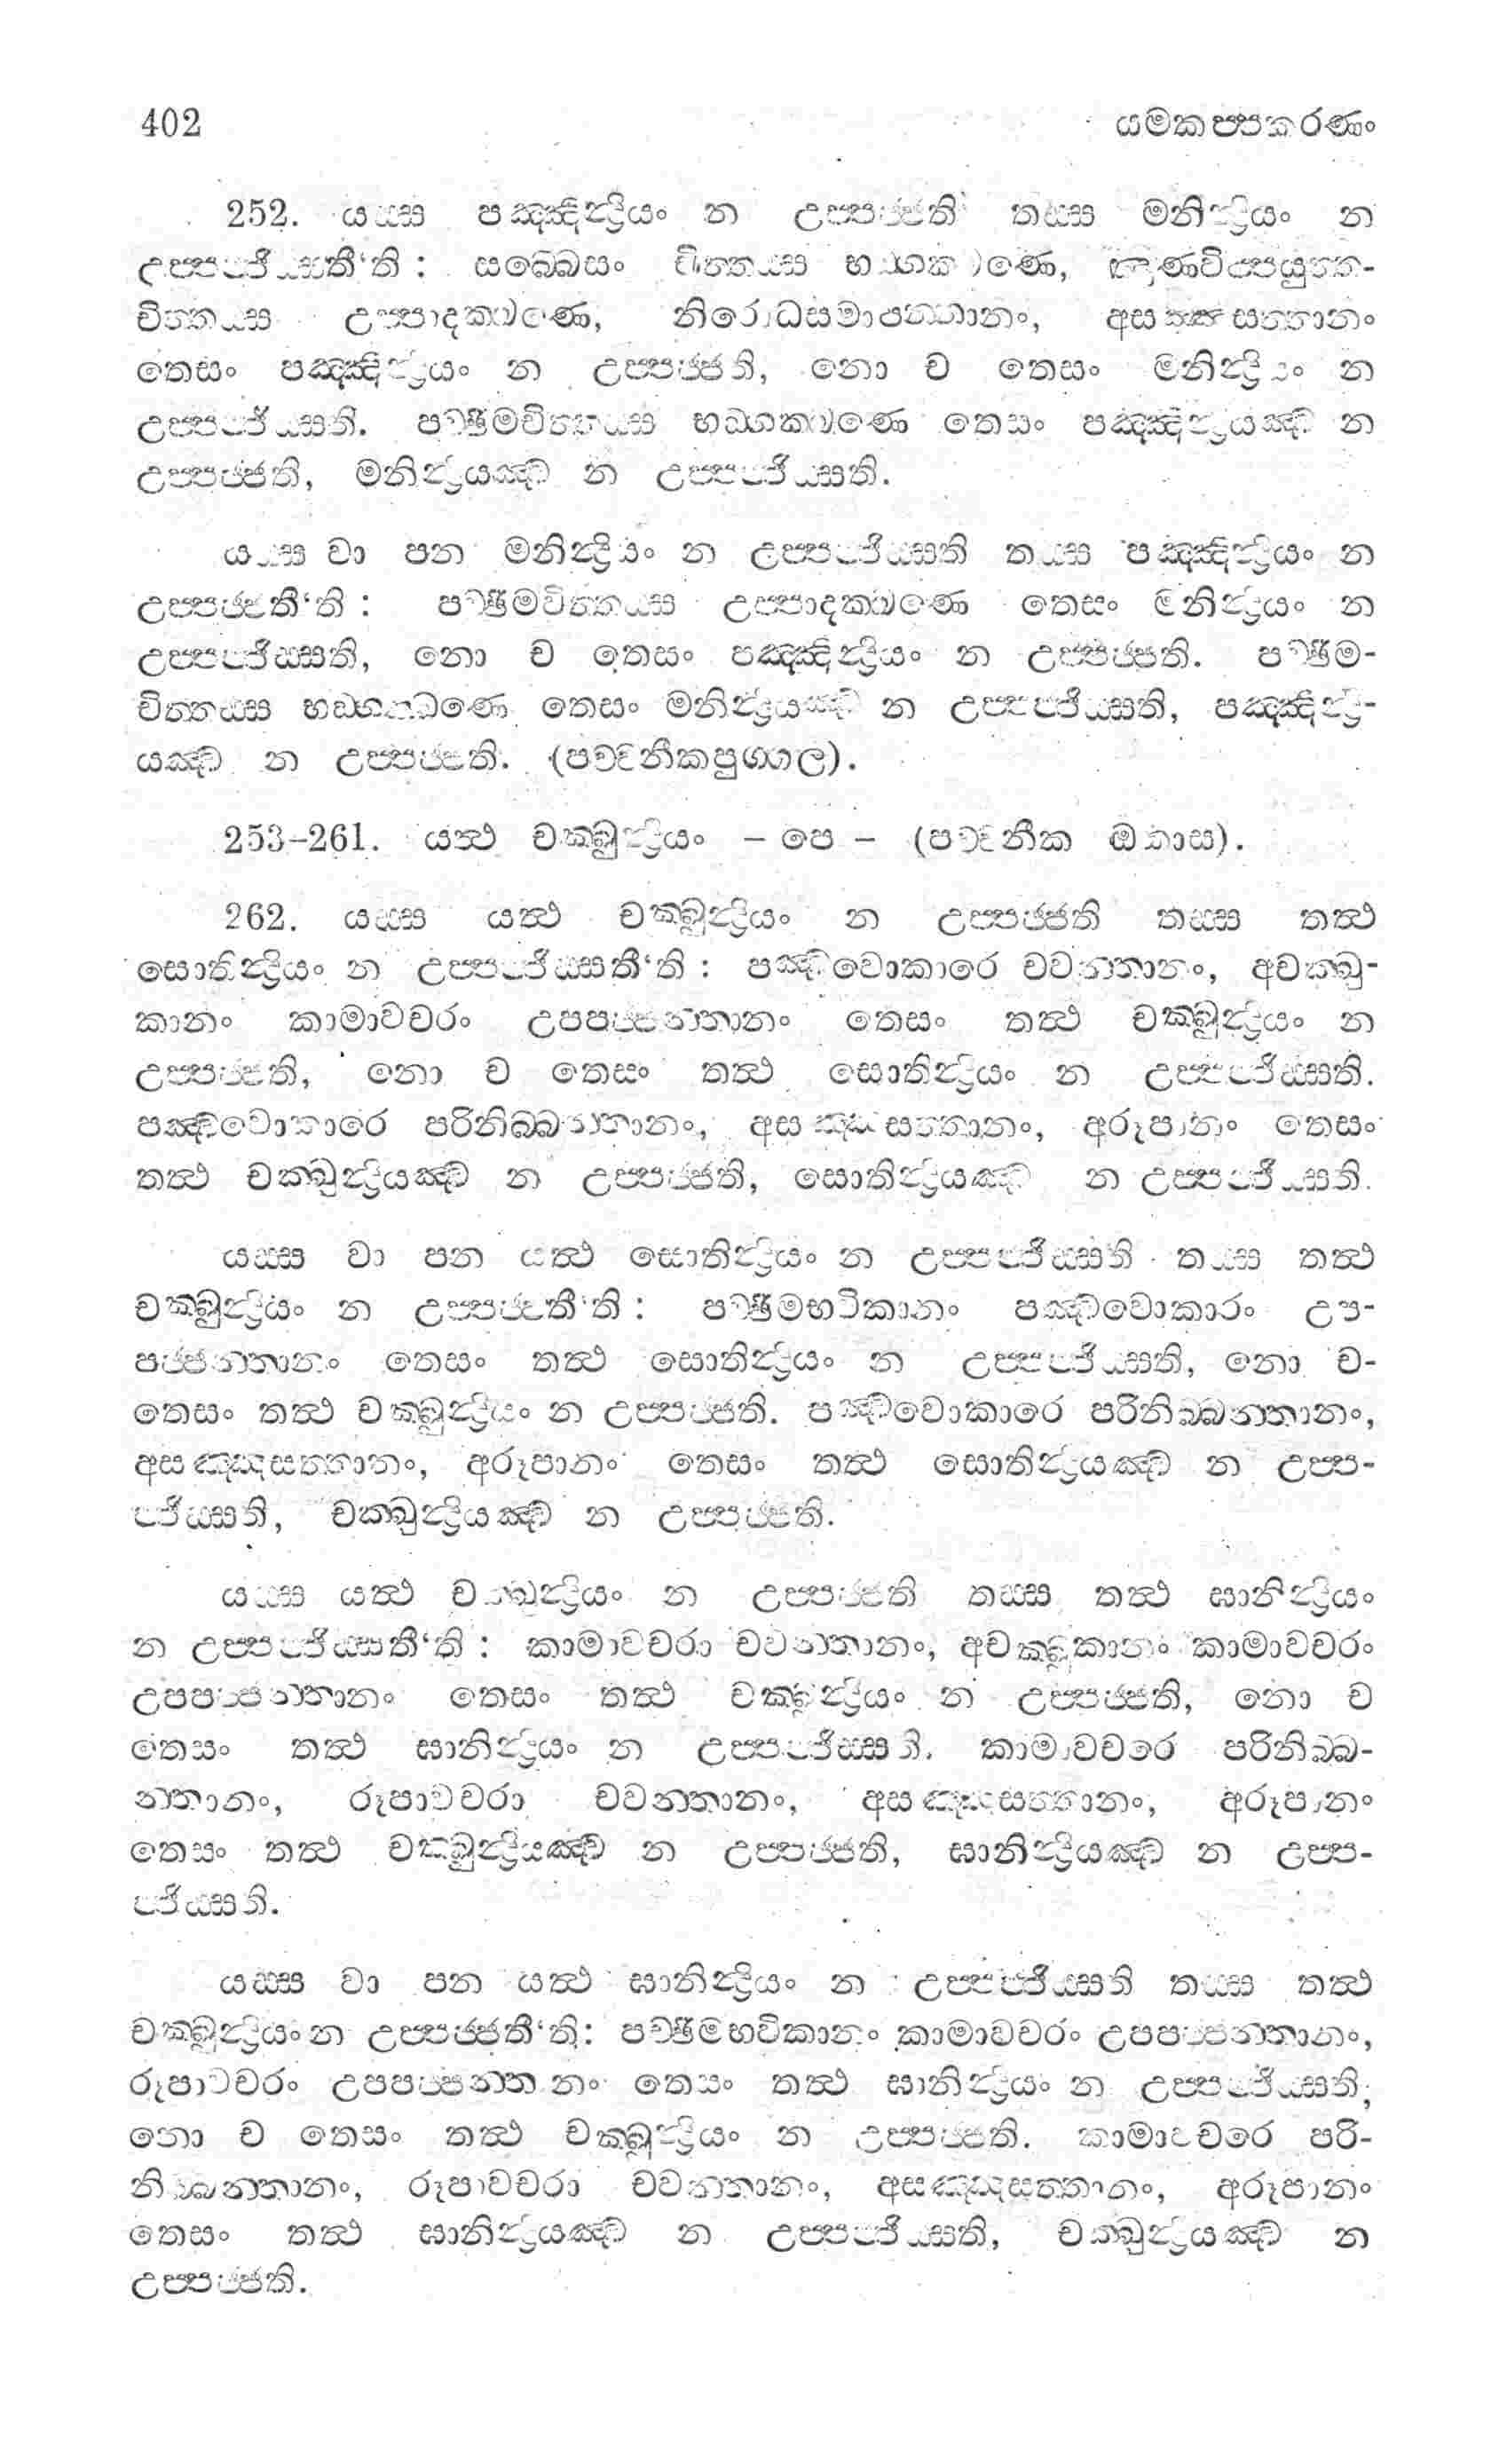 402 යමකප්පකරණං
252. යස්ස පඤ්ඤින්ද්‍රියං න උප්පජ්ජති තස්ස මනින්ද්‍රියං න
උප්පජ්ජිස්සතී‘ති : සබ්බෙසං චිත්තස්ස භඞ්ගක්ඛණෙ, ඤාණවිප්පයුත්ත-
චිත්තස්ස උප්පාදක්ඛණෙ, නිරොධසමාපන්නානං, අසඤ්ඤසත්තානං
තෙසං පඤ්ඤින්ද්‍රියං න උප්පජ්ජති, නො ච තෙසං මනින්ද්‍රියං න
උප්පජ්ජිස්සති. පච්ඡිමචිත්තස්ස භඞ්ගක්ඛණෙ තෙසං පඤ්ඤින්ද්‍රියඤ්ච න
උප්පජ්ජති, මනින්ද්‍රියඤ්ච න උප්පජ්ජිස්සති.
යස්ස වා පන මනින්ද්‍රියං න උප්පජ්ජිස්සති තස්ස පඤ්ඤින්ද්‍රියං න
උප්පජ්ජතී‘ති : පච්ඡිමචිත්තස්ස උප්පාදක්ඛණෙ තෙසං මනින්ද්‍රියං න
උප්පජ්ජිස්සති, නො ච තෙසං පඤ්ඤින්ද්‍රියං න උප්පජ්ජති. පච්ඡිම-
චිත්තස්ස භඞ්ගක්ඛණෙ තෙසං මනින්ද්‍රියඤ්ච න උප්පජ්ජිස්සති, පඤ්ඤින්ද්‍රි-
යඤ්ච න උප්පජ්ජති. (පච්චනීකපුග්ගල).
253-261. යත්ථ චක්ඛුන්ද්‍රියං – පෙ – (පච්චනීක ඔකාස).
262. යස්ස යත්ථ චක්ඛුන්ද්‍රියං න උප්පජ්ජති තස්ස තත්ථ
සොතින්ද්‍රියං න උප්පජ්ජිස්සතී‘ති : පඤ්චවොකාරෙ චවන්තානං, අචක්ඛු-
කානං කාමාවචරං උපපජ්ජන්තානං තෙසං තත්ථ චක්ඛුන්ද්‍රියං න
උප්පජ්ජති, නො ච තෙසං තත්ථ සොතින්ද්‍රියං න උප්පජ්ජිස්සති.
පඤ්චවොකාරෙ පරිනිබ්බන්තානං, අසඤ්ඤසත්තානං, අරූපානං තෙසං
තත්ථ චක්ඛුන්ද්‍රියඤ්ච න උප්පජ්ජති, සොතින්ද්‍රියඤ්ච න උප්පජ්ජිස්සති.
යස්ස වා පන යත්ථ සොතින්ද්‍රියං න උප්පජ්ජිස්සති තස්ස තත්ථ
චක්ඛුන්ද්‍රියං න උප්පජ්ජතී‘ති : පච්ඡිමභවිකානං පඤ්චවොකාරං උප-
පජ්ජන්තානං තෙසං තත්ථ සොතින්ද්‍රියං න උප්පජ්ජිස්සති, නො ච-
තෙසං තත්ථ චක්ඛුන්ද්‍රියං න උප්පජ්ජති. පඤ්චවොකාරෙ පරිනිබ්බන්තානං,
අසඤ්ඤසත්තානං, අරූපානං තෙසං තත්ථ සොතින්ද්‍රියඤ්ච න උප්ප-
ජ්ජිස්සති, චක්ඛුන්ද්‍රියඤ්ච න උප්පජ්ජති.
යස්ස යත්ථ චක්ඛුන්ද්‍රියං න උප්පජ්ජති තස්ස තත්ථ ඝානින්ද්‍රියං
න උප්පජ්ජිස්සතී‘ති : කාමාවචරා චවන්තානං, අචක්ඛුකානං කාමාවචරං
උපපජ්ජන්තානං තෙසං තත්ථ චක්ඛුන්ද්‍රියං න උප්පජ්ජති, නො ච
තෙසං තත්ථ ඝානින්ද්‍රියං න උප්පජ්ජිස්සති. කාමාවචරෙ පරිනිබ්බ-
න්තානං, රූපාවචරා චවන්තානං, අසඤ්ඤසත්තානං, අරූපානං
තෙසං තත්ථ චක්ඛුන්ද්‍රියඤ්ච න උප්පජ්ජති, ඝානින්ද්‍රියඤ්ච න උප්ප-
ජ්ජිස්සති.
යස්ස වා පන යත්ථ ඝානින්ද්‍රියං න උප්පජ්ජිස්සති තස්ස තත්ථ
චක්ඛුන්ද්‍රියං න උප්පජ්ජතී‘ති: පච්ඡිමභවිකානං කාමාවචරං උපපජ්ජන්තානං,
රූපාවචරං උපපජ්ජන්තානං තෙසං තත්ථ ඝානින්ද්‍රියං න උප්පජ්ජිස්සති,
නො ච තෙසං තත්ථ චක්ඛුන්ද්‍රියං න උප්පජ්ජති. කාමාවචරෙ පරි-
නිබ්බන්තානං, රූපාවචරා චවන්තානං, අසඤ්ඤසත්තානං, අරූපානං
තෙසං තත්ථ ඝානින්ද්‍රියඤ්ච න උප්පජ්ජිස්සති, චක්ඛුන්ද්‍රියඤ්ච න
උප්පජ්ජති.